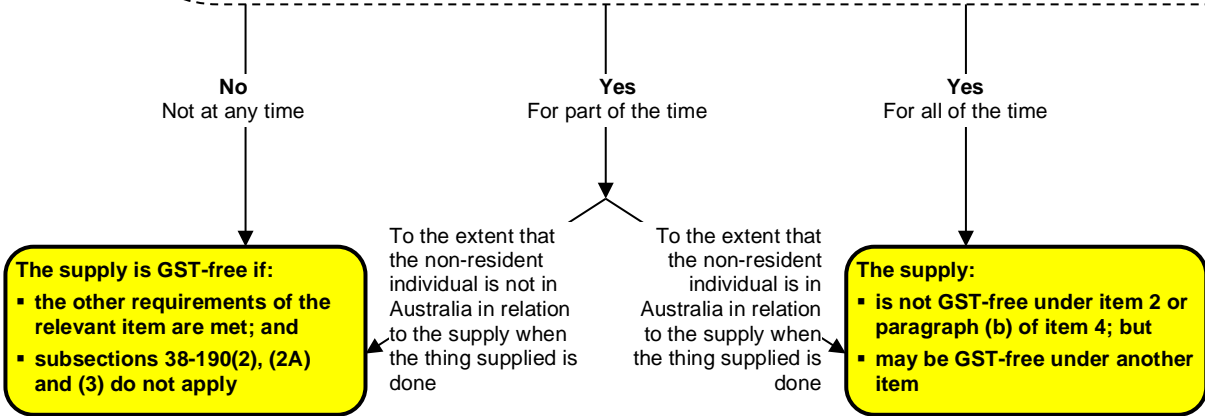 No
Not at any time
Yes
For part of the time
Yes
For all of the time
The supply is GST-free if:
▪ the other requirements of the
relevant item are met; and
▪ subsections 38-190(2), (2A)
and (3) do not apply
To the extent that
the non-resident
individual is not in
Australia in relation
to the supply when
the thing supplied is
done
To the extent that
the non-resident
individual is in
Australia in relation
to the supply when
the thing supplied is
done
The supply:
▪ is not GST-free under item 2 or
paragraph (b) of item 4; but
▪ may be GST-free under another
item